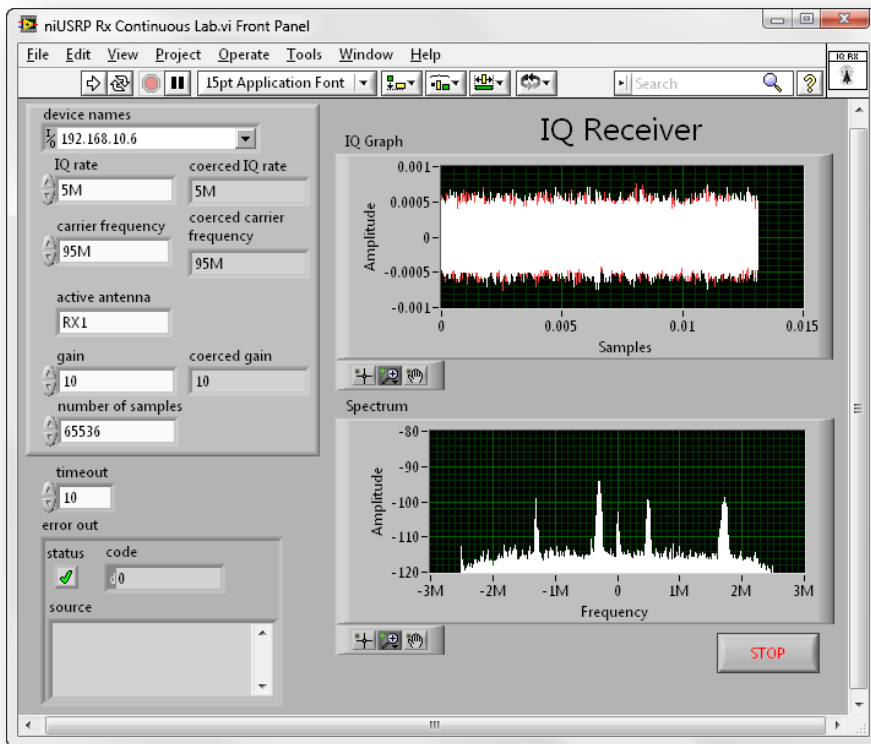 niUSRP Rx Continuous Lab.vi Front Panel
File Edit View Project Operate Tools Window Help
IQ RX
15pt Application Font
Search
?
device names
I/0 192.168.10.6
IQ rate
5M
coerced IQ rate
5M
carrier frequency
95M
coerced carrier
frequency
95M
active antenna
RX1
gain
10
coerced gain
10
number of samples
65536
timeout
10
error out
status
code
d 0
source
IQ Receiver
IQ Graph
Amplitude
0.001
0.0005
0
-0.0005
-0.001
0 0.005 0.01 0.015
Samples
Spectrum
Amplitude
-80
-90
-100
-110
-120
-3M -2M -1M 0 1M 2M 3M
Frequency
STOP